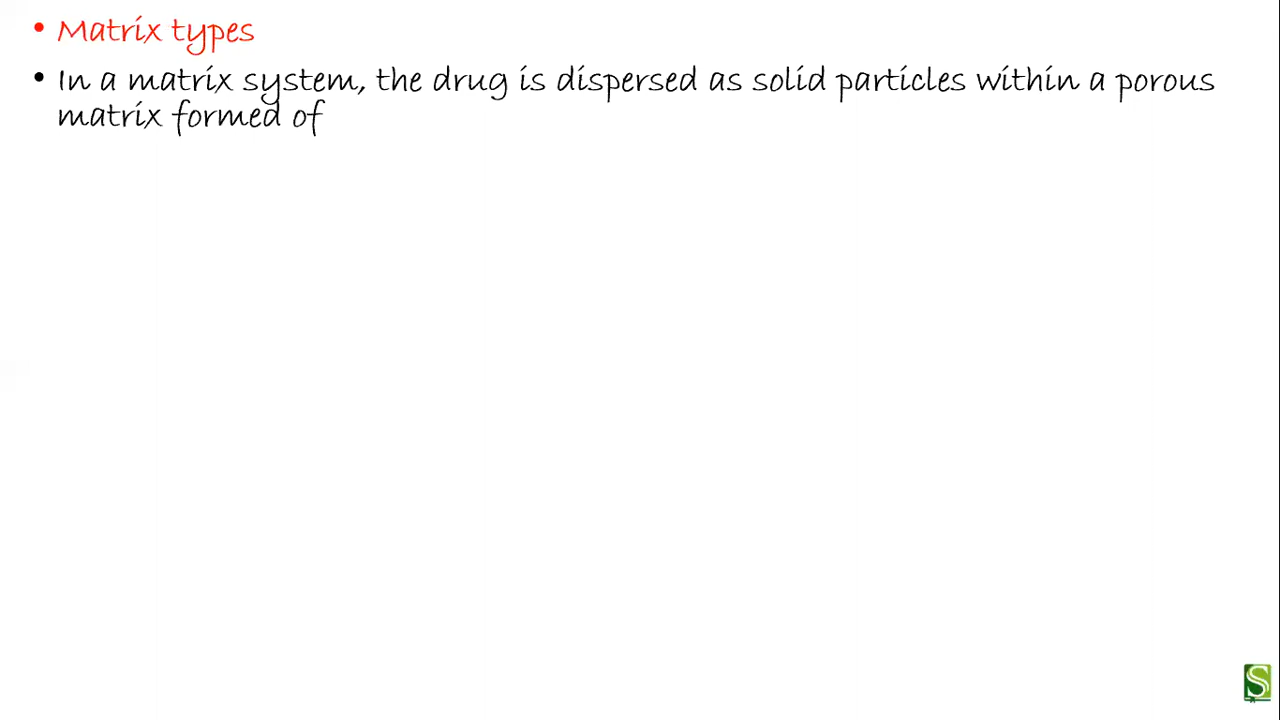 • Matrix types
• In a matrix system, the drug is dispersed as solid particles within a porous
matrix formed of
S